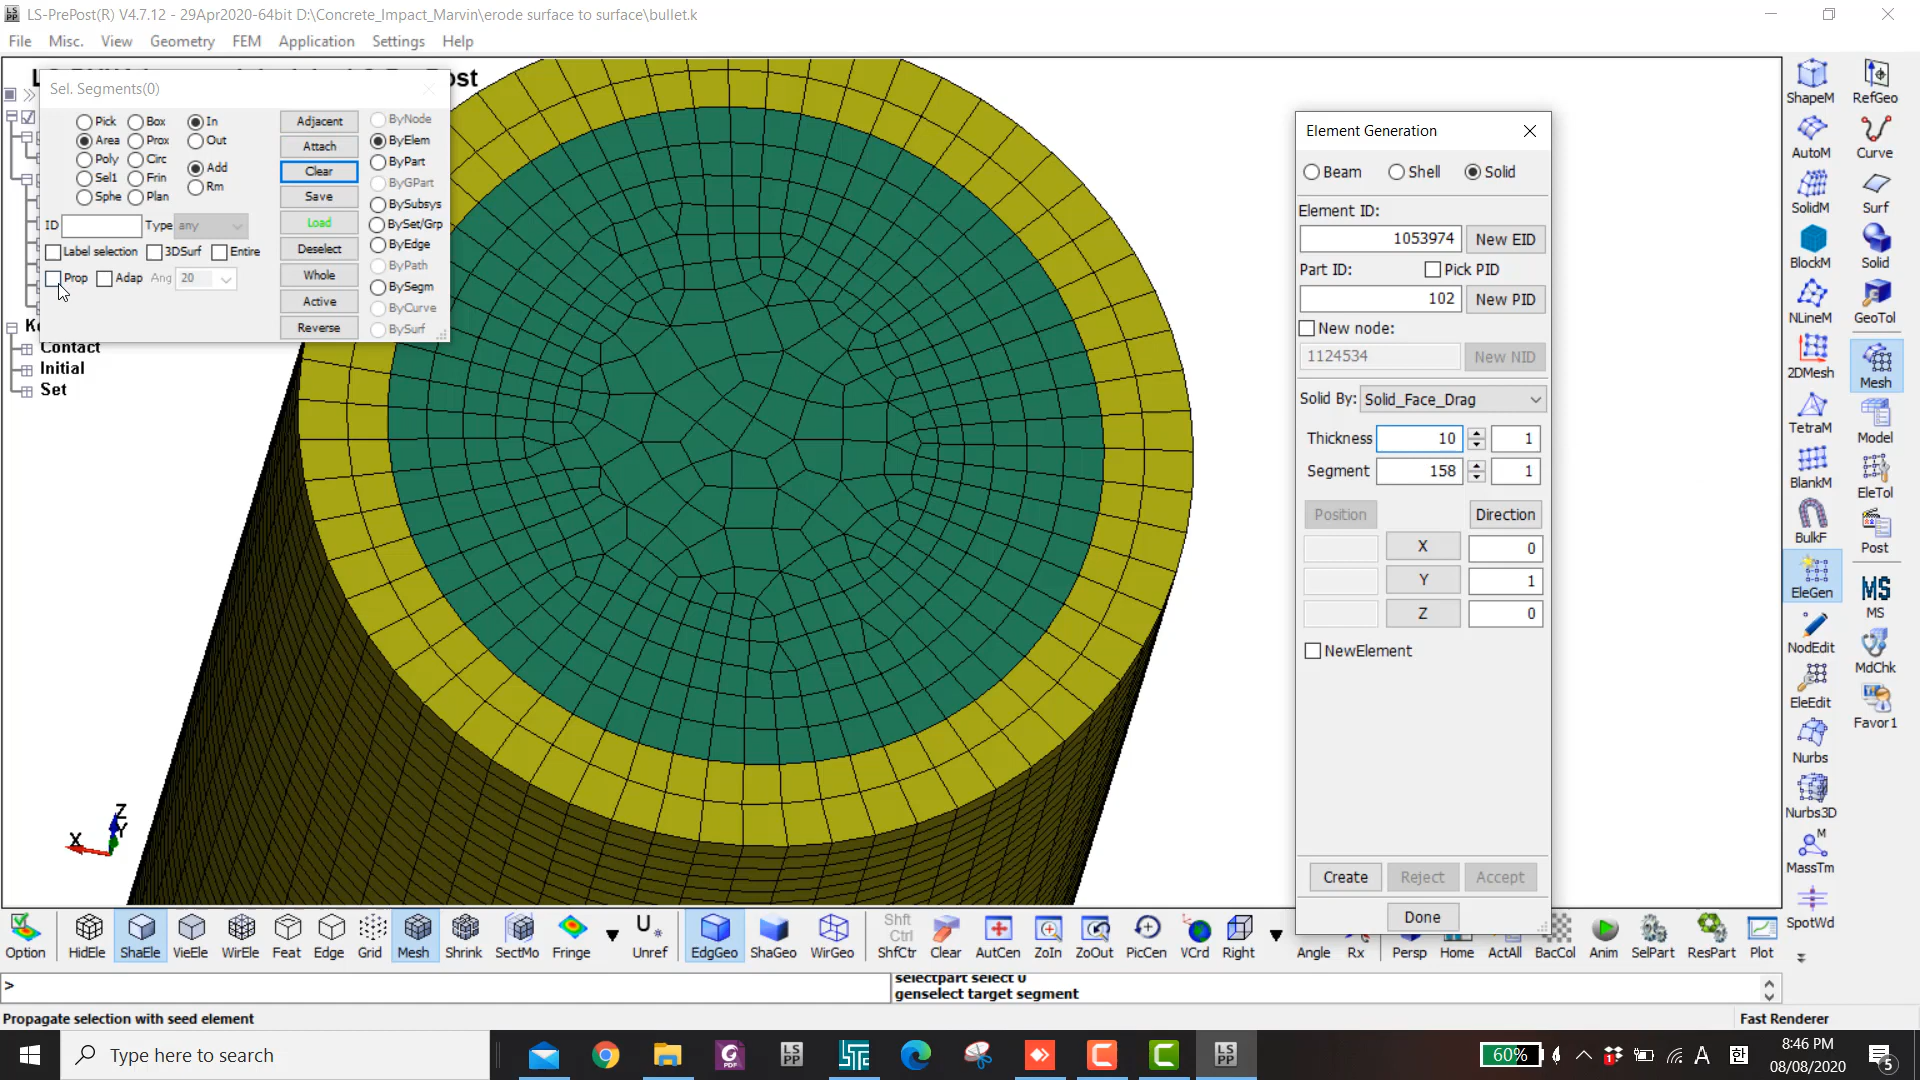 LS-PrePost(R) V4.7.12 - 29Apr2020-64bit D:\Concrete_Impact_Marvin\erode surface to surface\bullet.k
File Misc. View Geometry FEM Application Settings Help
Sel. Segments(0)
Pick Box In Adjacent ByNode
Area Prox Out Attach ByElem
Poly Circ Add Clear ByPart
Sel1 Frin Rm Save ByGPart
Sphe Plan Load BySubsys
ID Type any Deselect BySet/Grp
Label selection 3DSurf Entire Whole ByEdge
Prop Adap Ang 20 Active ByPath
Reverse BySegm
ByCurve
BySurf
Contact
Initial
Set
Z
Y
X
Element Generation
Beam Shell Solid
Element ID:
1053974 New EID
Part ID: Pick PID
102 New PID
New node:
1124534 New NID
Solid By: Solid_Face_Drag
Thickness 10 1
Segment 158 1
Position Direction
X 0
Y 1
Z 0
NewElement
Create Reject Accept
Done
ShapeM RefGeo
AutoM Curve
SolidM Surf
BlockM Solid
NLineM GeoTol
2DMesh Mesh
TetraM Model
BlankM EleTol
BulkF Post
EleGen MS
MS
NodEdit MdChk
EleEdit Favor1
Nurbs
Nurbs3D
MassTm
SpotWd
Shft
Ctrl
Option HidEle ShaEle VieEle WirEle Feat Edge Grid Mesh Shrink SectMo Fringe Unref EdgGeo ShaGeo WirGeo ShfCtr Clear AutCen ZoIn ZoOut PicCen VCrd Right Angle Rx Persp Home ActAll BacCol Anim SelPart ResPart Plot
> selectpart select 0
genselect target segment
Propagate selection with seed element Fast Renderer
Type here to search
60%
A 한
8:46 PM
08/08/2020
5